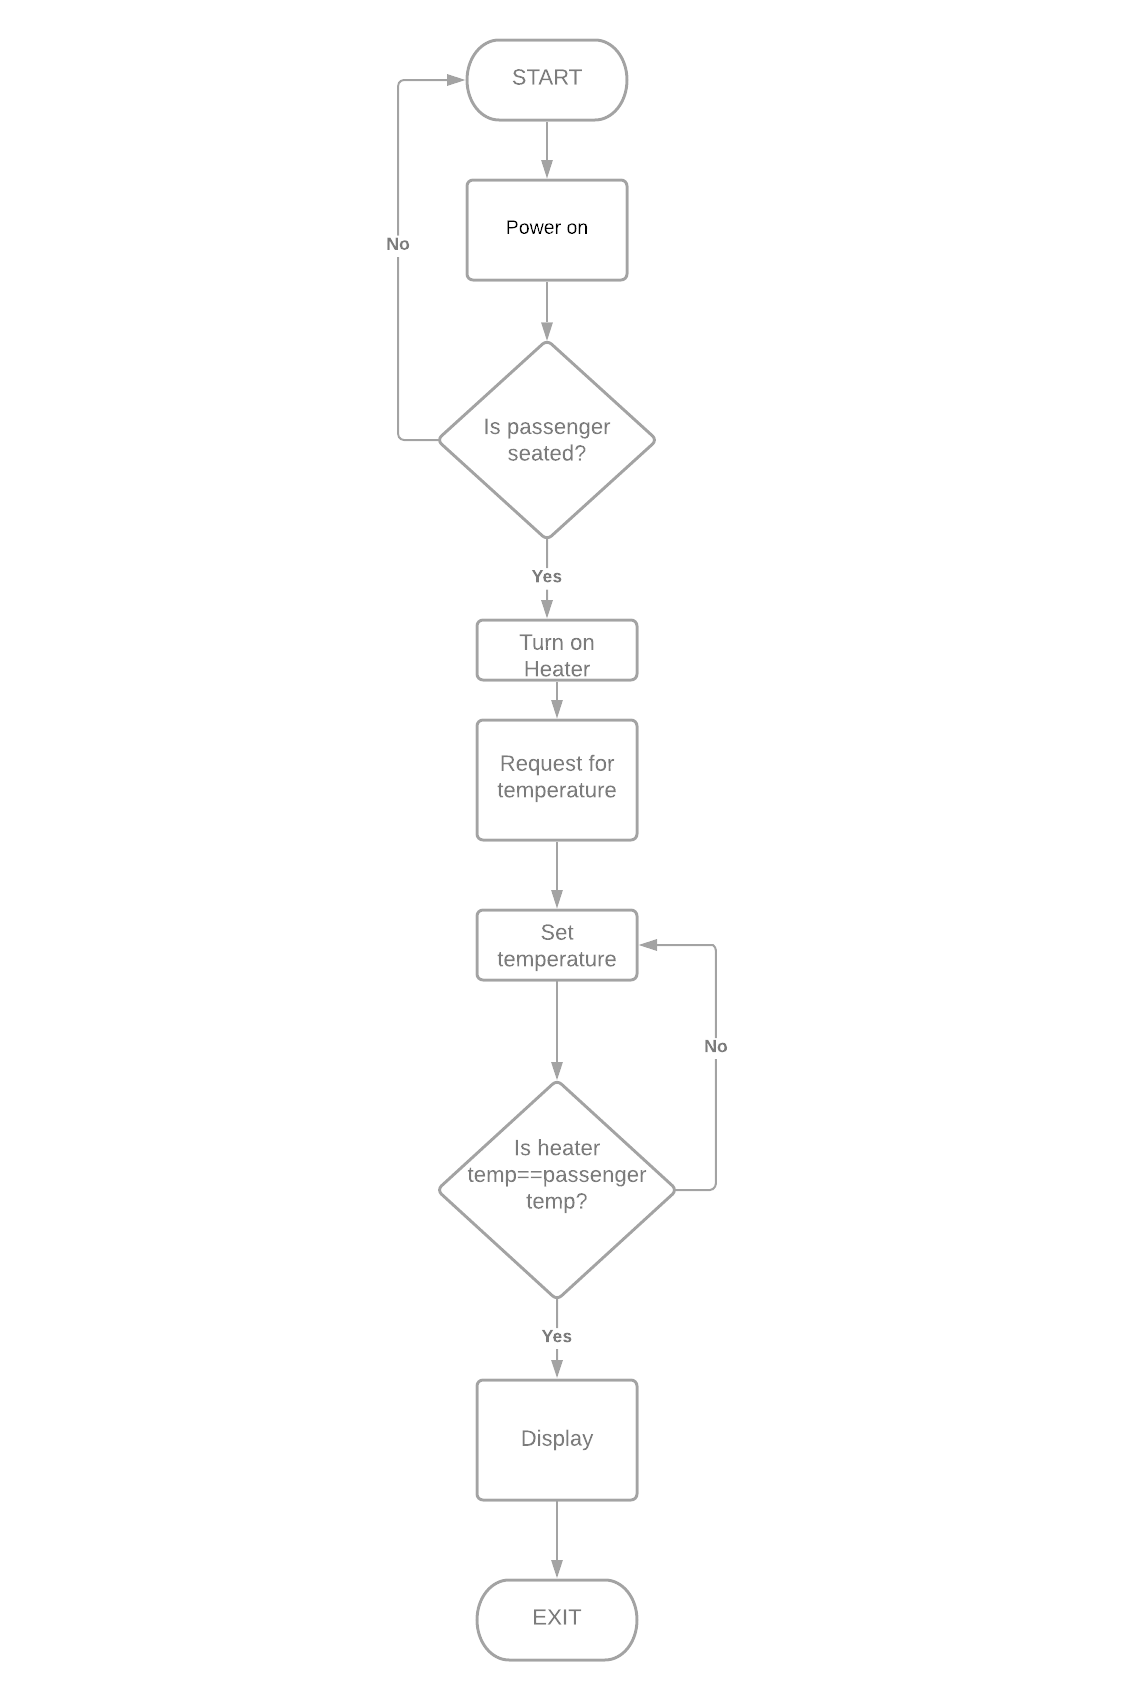 START
Power on
No
Is passenger
seated?
Yes
Turn on
Heater
Request for
temperature
Set
temperature
No
Is heater
temp==passenger
temp?
Yes
Display
EXIT